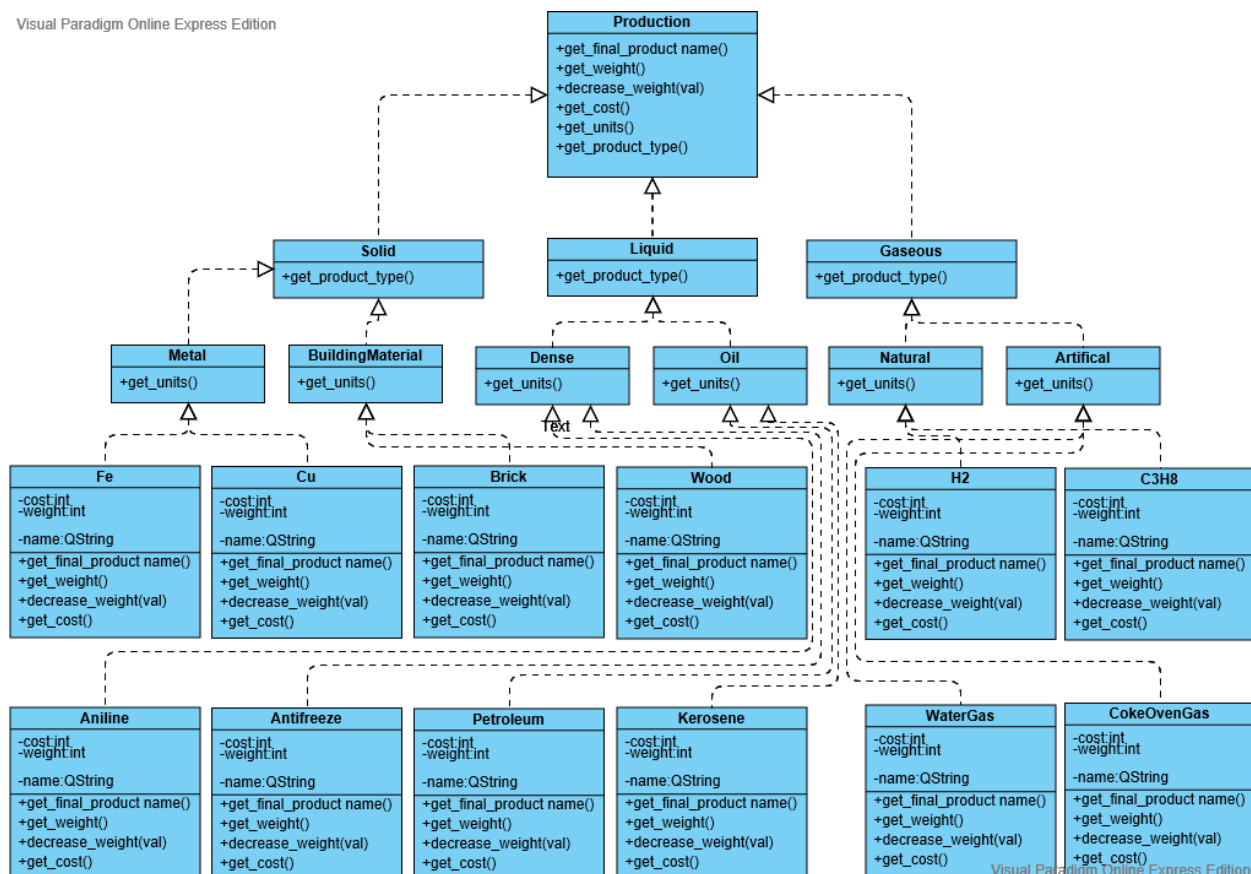 Visual Paradigm Online Express Edition
Production
+get_final_product name()
+get_weight()
+decrease_weight(val)
+get_cost()
+get_units()
+get_product_type()
Solid
+get_product_type()
Liquid
+get_product_type()
Gaseous
+get_product_type()
Metal
+get_units()
BuildingMaterial
+get_units()
Dense
+get_units()
Oil
+get_units()
Natural
+get_units()
Artifical
+get_units()
Text
Fe
-cost:int
-weight:int
-name:QString
+get_final_product name()
+get_weight()
+decrease_weight(val)
+get_cost()
Cu
-cost:int
-weight:int
-name:QString
+get_final_product name()
+get_weight()
+decrease_weight(val)
+get_cost()
Brick
-cost:int
-weight:int
-name:QString
+get_final_product name()
+get_weight()
+decrease_weight(val)
+get_cost()
Wood
-cost:int
-weight:int
-name:QString
+get_final_product name()
+get_weight()
+decrease_weight(val)
+get_cost()
H2
-cost:int
-weight:int
-name:QString
+get_final_product name()
+get_weight()
+decrease_weight(val)
+get_cost()
C3H8
-cost:int
-weight:int
-name:QString
+get_final_product name()
+get_weight()
+decrease_weight(val)
+get_cost()
Aniline
-cost:int
-weight:int
-name:QString
+get_final_product name()
+get_weight()
+decrease_weight(val)
+get_cost()
Antifreeze
-cost:int
-weight:int
-name:QString
+get_final_product name()
+get_weight()
+decrease_weight(val)
+get_cost()
Petroleum
-cost:int
-weight:int
-name:QString
+get_final_product name()
+get_weight()
+decrease_weight(val)
+get_cost()
Kerosene
-cost:int
-weight:int
-name:QString
+get_final_product name()
+get_weight()
+decrease_weight(val)
+get_cost()
WaterGas
-cost:int
-weight:int
-name:QString
+get_final_product name()
+get_weight()
+decrease_weight(val)
+get_cost()
CokeOvenGas
-cost:int
-weight:int
-name:QString
+get_final_product name()
+get_weight()
+decrease_weight(val)
+get_cost()
Visual Paradigm Online Express Edition